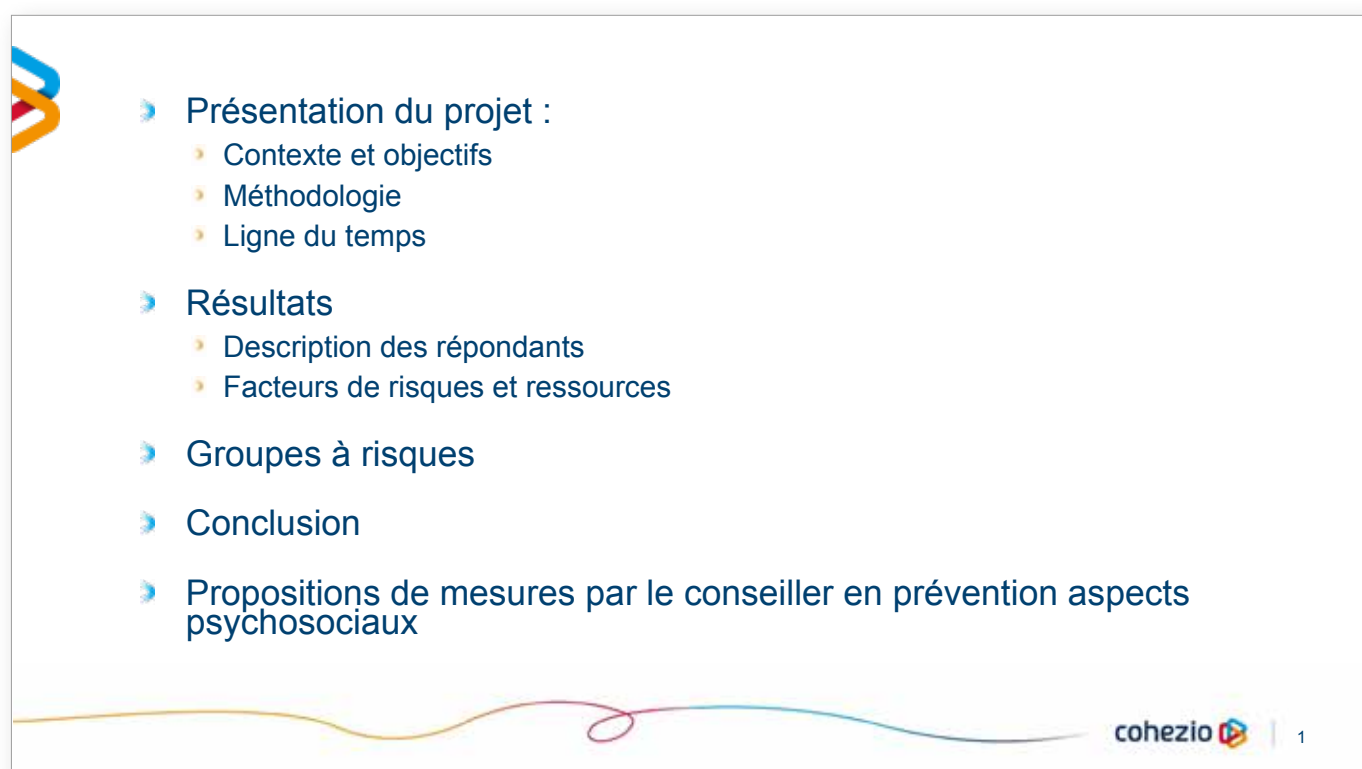 Présentation du projet :
Contexte et objectifs
Méthodologie
Ligne du temps
Résultats
Description des répondants
Facteurs de risques et ressources
Groupes à risques
Conclusion
Propositions de mesures par le conseiller en prévention aspects
psychosociaux
cohezio
1